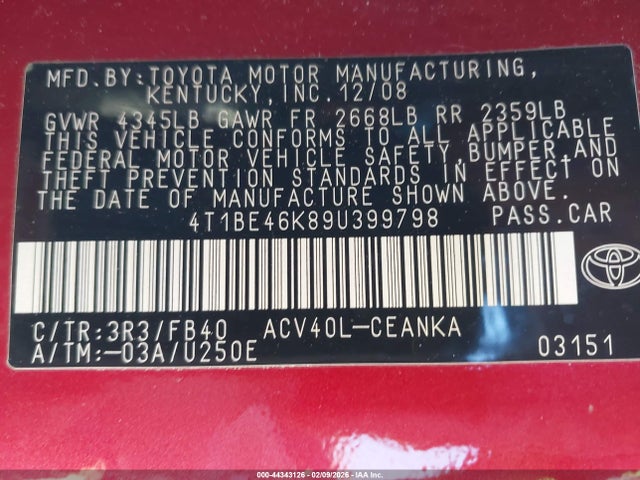 MFD. BY: TOYOTA MOTOR MANUFACTURING,
KENTUCKY, INC. 12/08
GVWR 4345LB GAWR FR 2668LB RR 2359LB
THIS VEHICLE CONFORMS TO ALL APPLICABLE
FEDERAL MOTOR VEHICLE SAFETY, BUMPER, AND
THEFT PREVENTION STANDARDS IN EFFECT ON
THE DATE OF MANUFACTURE SHOWN ABOVE.
4T1BE46K89U399798 PASS. CAR
C/TR: 3R3/FB40 ACV40L-CEANKA
A/TM: -03A/U250E 03151
000-44343126 - 02/09/2026 - IAA Inc.